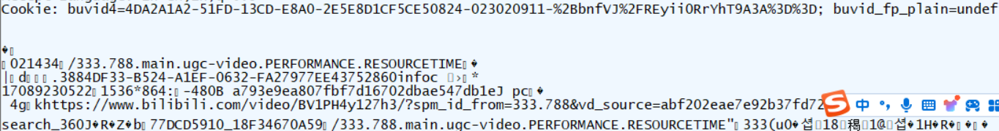 Cookie: buvid4=4DA2A1A2-51FD-13CD-E8A0-2E5E8D1CF5CE50824-023020911-%2BbnfVJ%2FREyii0RrYhT9A3A%3D%3D; buvid_fp_plain=undef
021434 /333.788.main.ugc-video.PERFORMANCE.RESOURCETIME
| d .3884DF33-B524-A1EF-0632-FA27977EE43752860infoc > *
17089230522 1536*864: -480B a793e9ea807fbf7d16702dbae547db1eJ pc
4g khttps://www.bilibili.com/video/BV1PH4y127h3/?spm_id_from=333.788&vd_source=abf202eae7e92b37fd72
S 中
search_360J R Z b 77DCD5910_18F34670A59 /333.788.main.ugc-video.PERFORMANCE.RESOURCETIME" 333(u0 섭 18 褐 1@ 섭 1H R